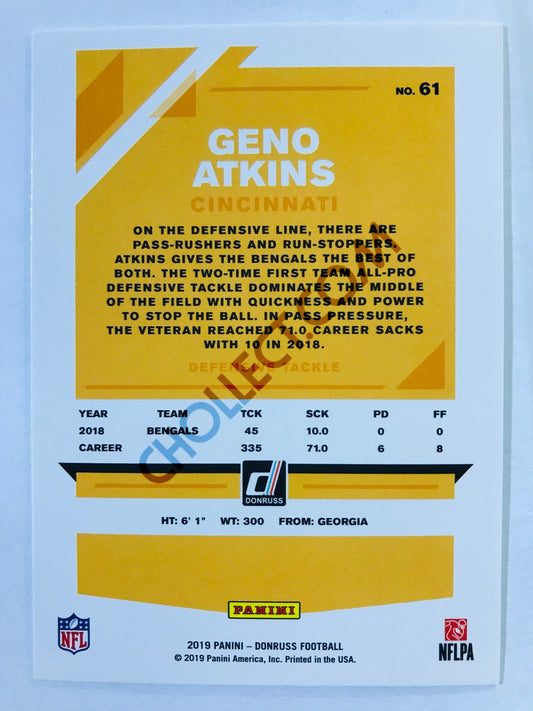 NO. 61
GENO
ATKINS
CINCINNATI
ON THE DEFENSIVE LINE, THERE ARE
PASS-RUSHERS AND RUN-STOPPERS.
ATKINS GIVES THE BENGALS THE BEST OF
BOTH. THE TWO-TIME FIRST TEAM ALL-PRO
DEFENSIVE TACKLE DOMINATES THE MIDDLE
OF THE FIELD WITH QUICKNESS AND POWER
TO STOP THE BALL. IN PASS PRESSURE,
THE VETERAN REACHED 71.0 CAREER SACKS
WITH 10 IN 2018.
DEFENSIVE TACKLE
CHOLLECT.COM
YEAR TEAM TCK SCK PD FF
2018 BENGALS 45 10.0 0 0
CAREER 335 71.0 6 8
d
DONRUSS
HT: 6' 1" WT: 300 FROM: GEORGIA
PANINI
NFL
NFLPA
2019 PANINI – DONRUSS FOOTBALL
© 2019 Panini America, Inc. Printed in the USA.